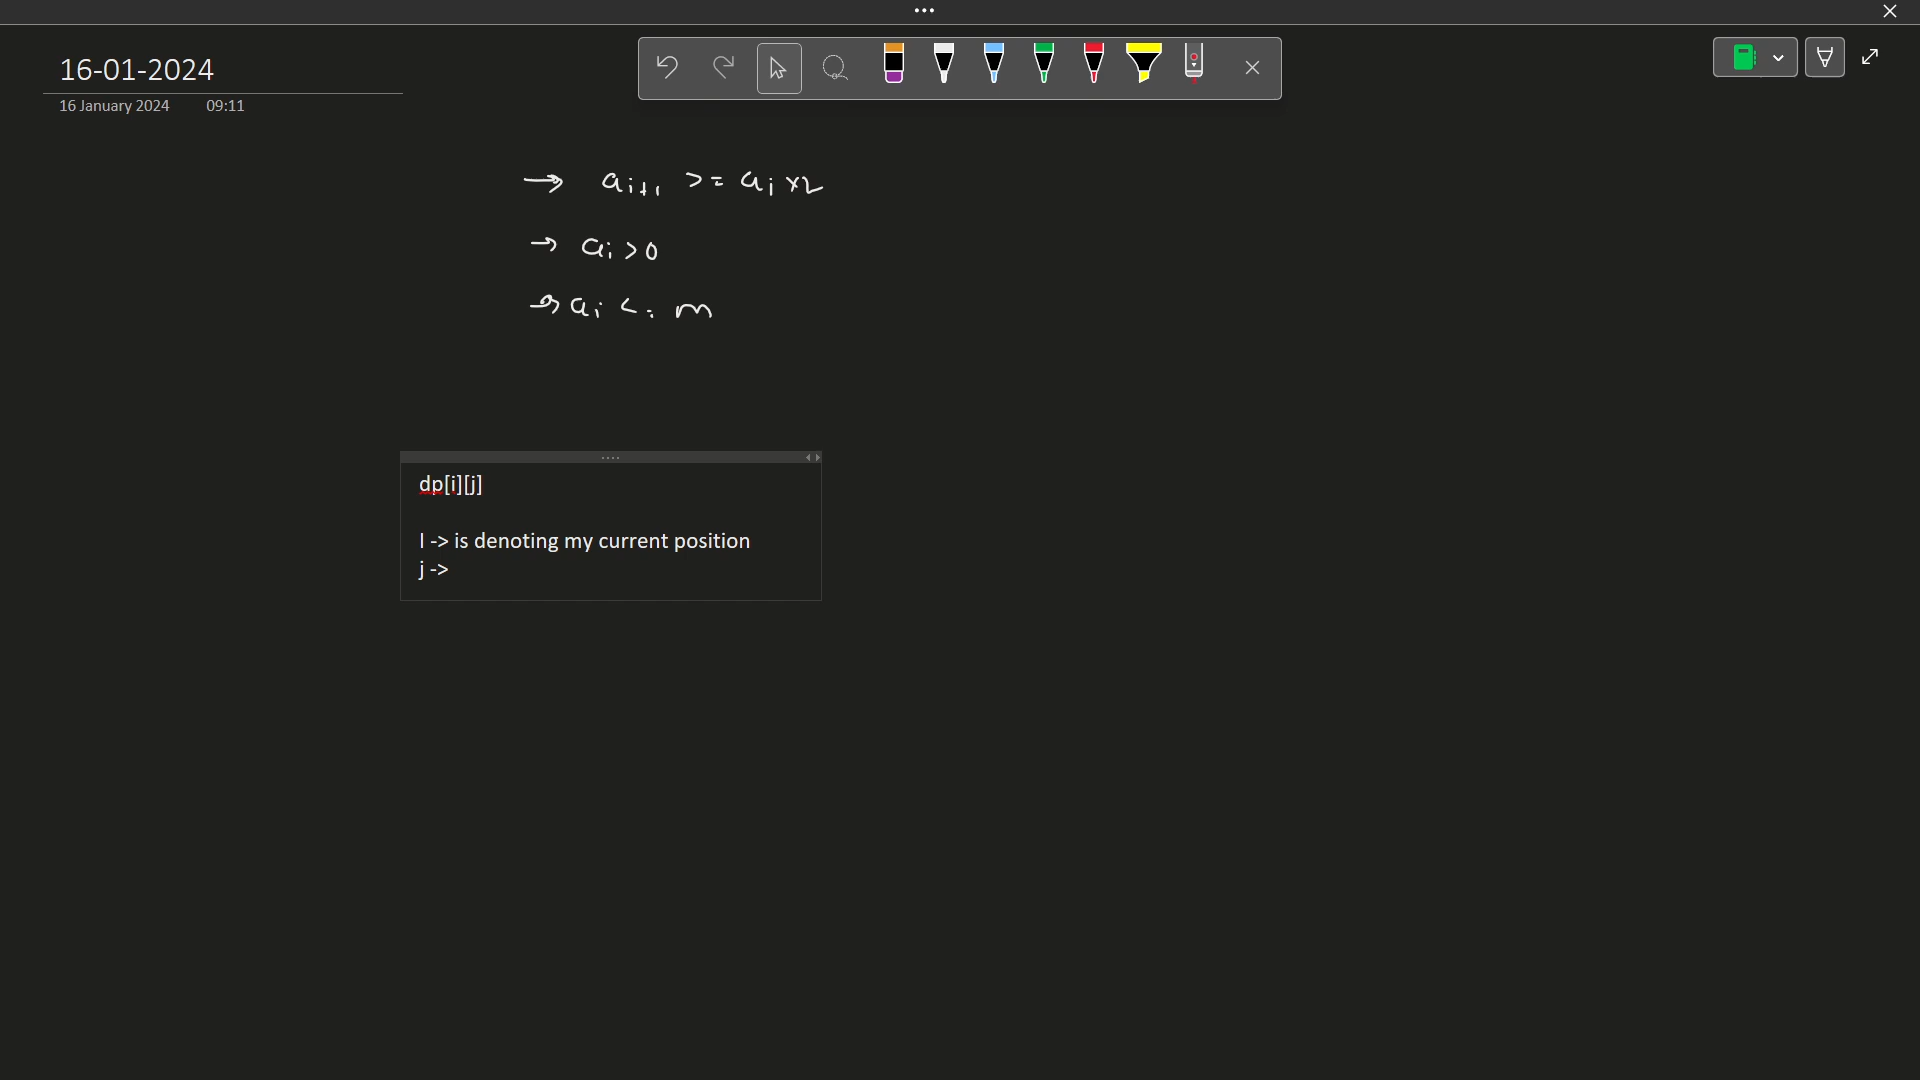 16-01-2024
16 January 2024 09:11
→ aᵢ₊₁ >= aᵢ x2
→ aᵢ > 0
→ aᵢ <= m
dp[i][j]
I -> is denoting my current position
j ->